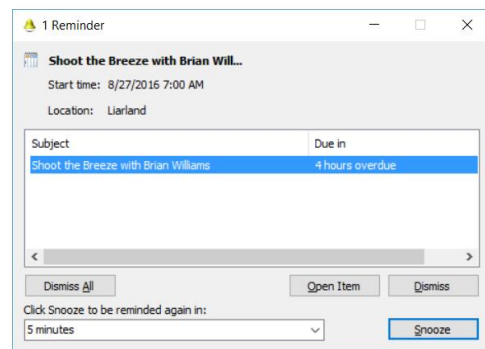 1 Reminder
Shoot the Breeze with Brian Will...
Start time: 8/27/2016 7:00 AM
Location: Liarland
Subject Due in
Shoot the Breeze with Brian Williams 4 hours overdue
Dismiss All Open Item Dismiss
Click Snooze to be reminded again in:
5 minutes Snooze